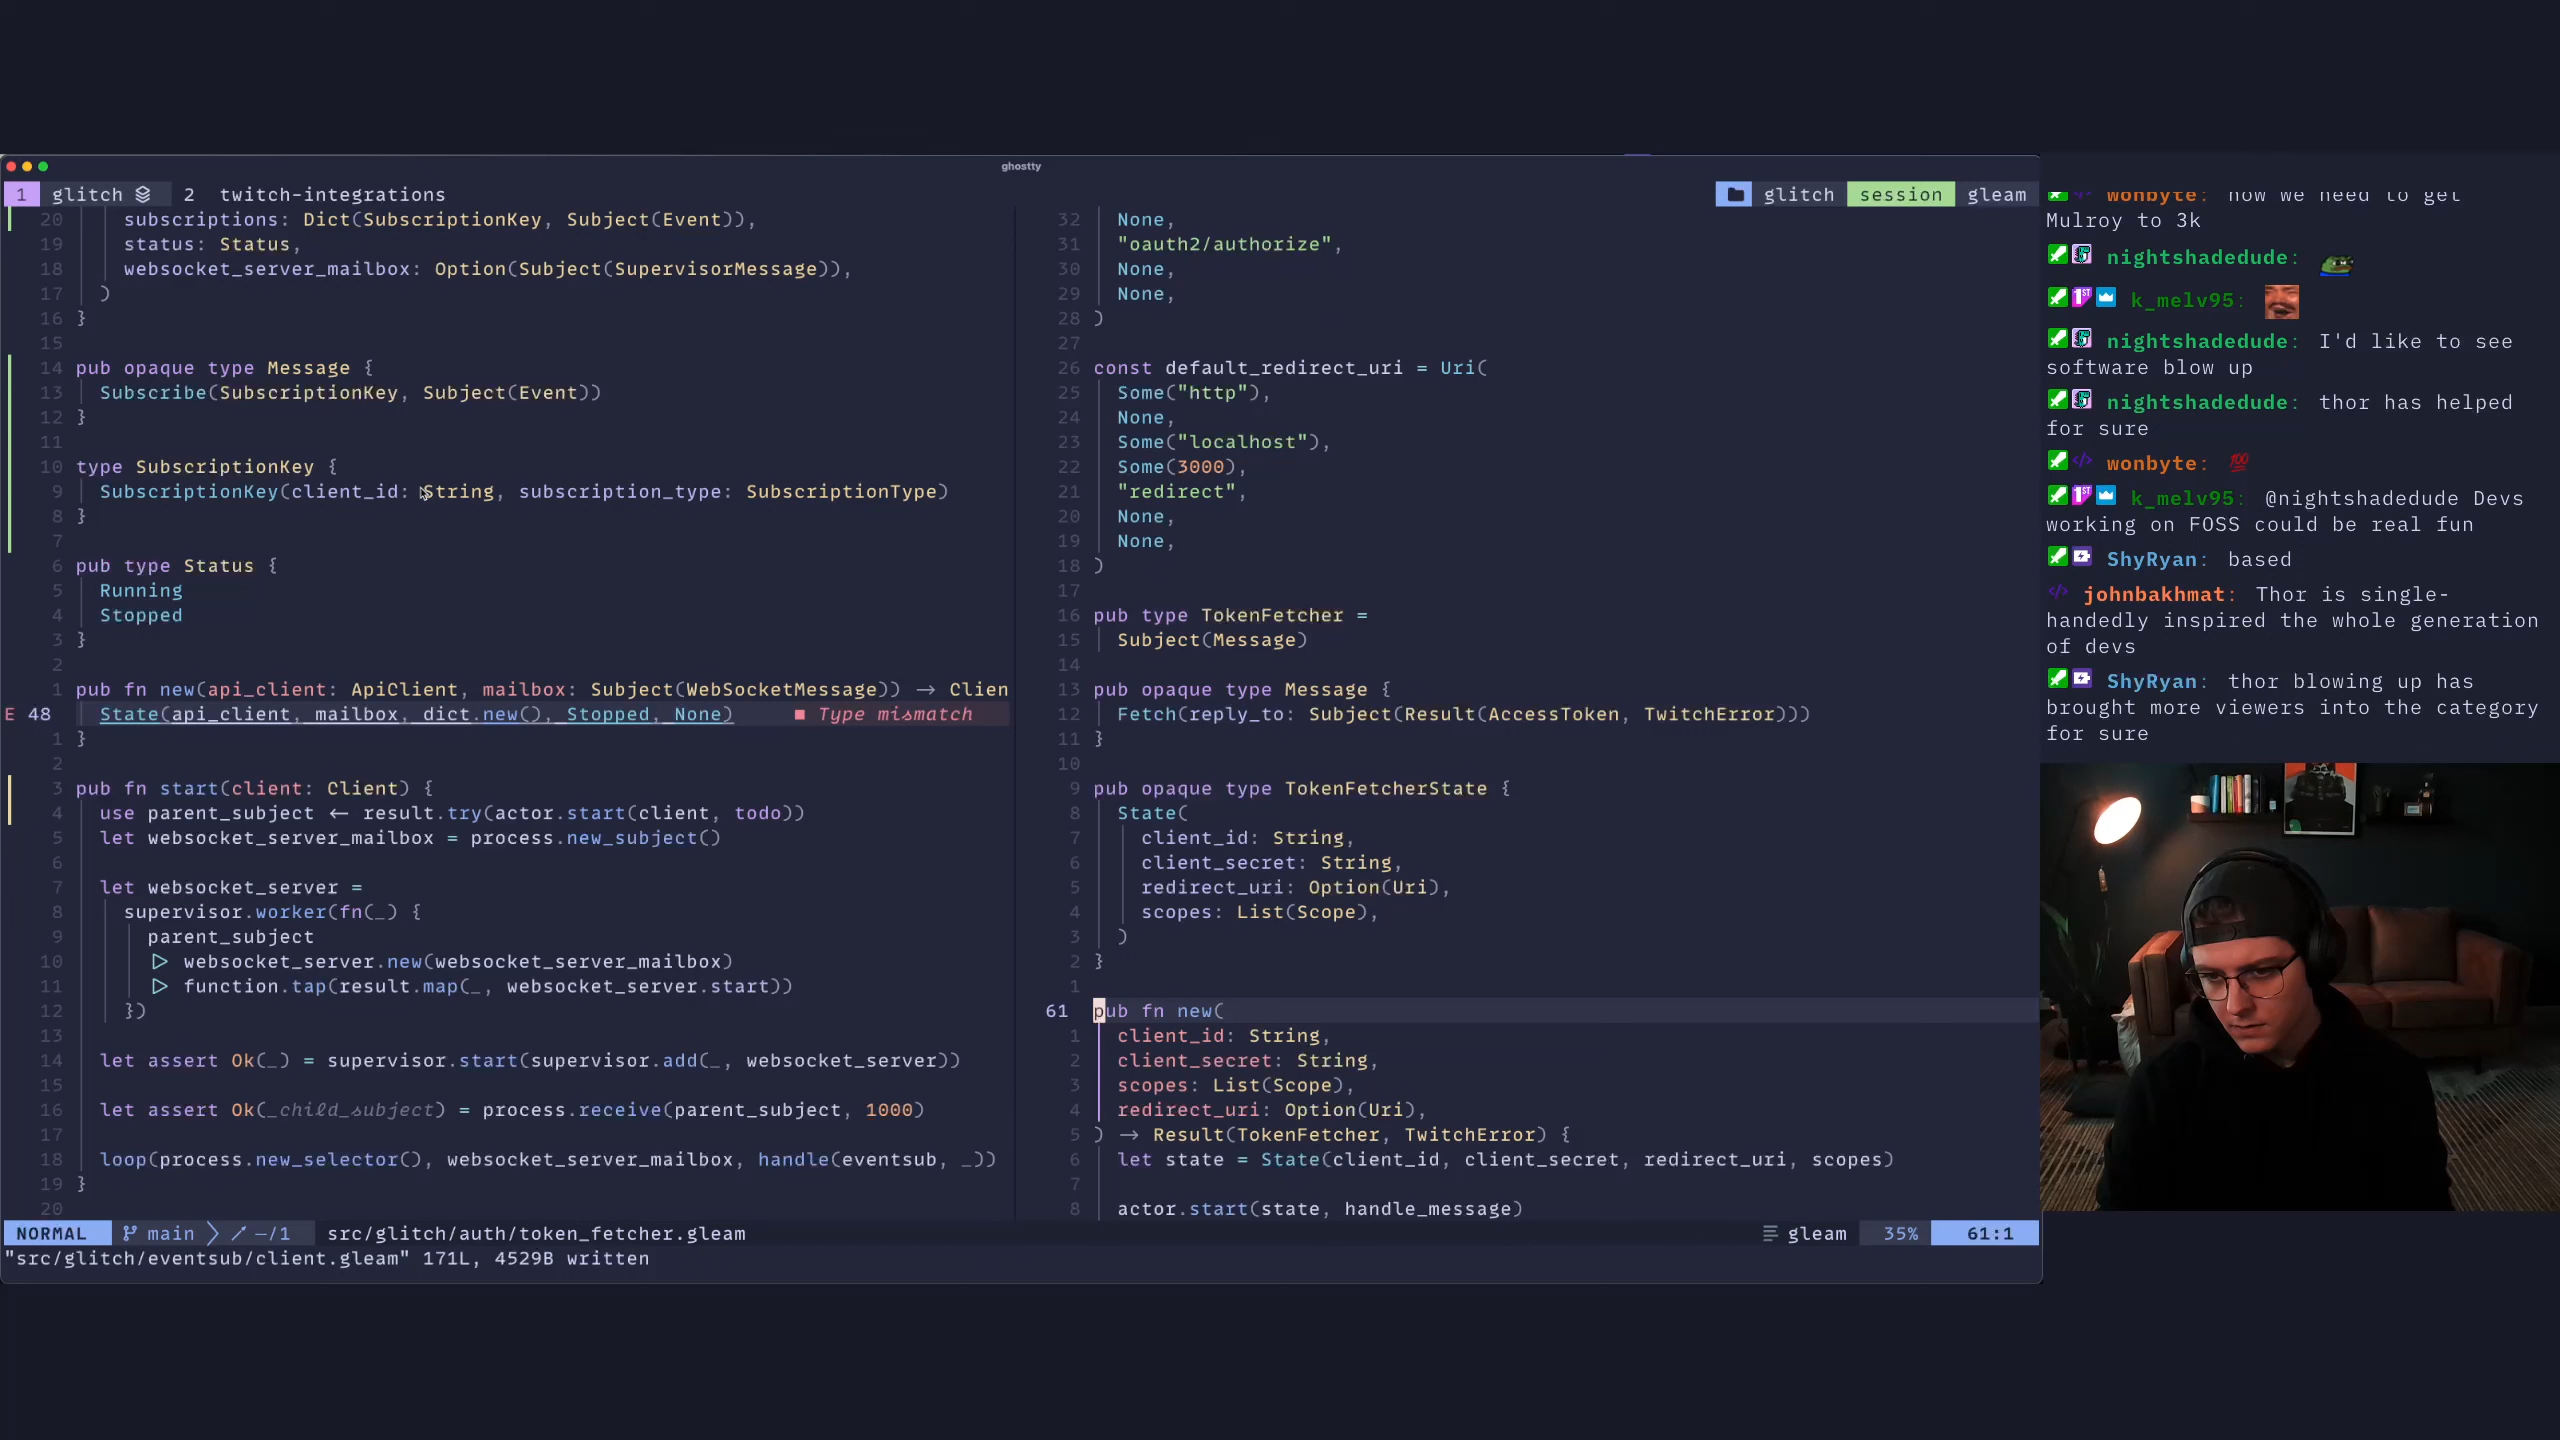 ghostty
1 glitch 2 twitch-integrations
glitch session gleam
20 subscriptions: Dict(SubscriptionKey, Subject(Event)),
19 status: Status,
18 websocket_server_mailbox: Option(Subject(SupervisorMessage)),
17 )
16 }
15
14 pub opaque type Message {
13 Subscribe(SubscriptionKey, Subject(Event))
12 }
11
10 type SubscriptionKey {
9 SubscriptionKey(client_id: String, subscription_type: SubscriptionType)
8 }
7
6 pub type Status {
5 Running
4 Stopped
3 }
2
1 pub fn new(api_client: ApiClient, mailbox: Subject(WebSocketMessage)) -> Clien
E 48 State(api_client, mailbox, dict.new(), Stopped, None) ■ Type mismatch
1 }
2
3 pub fn start(client: Client) {
4 use parent_subject <- result.try(actor.start(client, todo))
5 let websocket_server_mailbox = process.new_subject()
6
7 let websocket_server =
8 supervisor.worker(fn(_) {
9 parent_subject
10 |> websocket_server.new(websocket_server_mailbox)
11 |> function.tap(result.map(_, websocket_server.start))
12 })
13
14 let assert Ok(_) = supervisor.start(supervisor.add(_, websocket_server))
15
16 let assert Ok(_child_subject) = process.receive(parent_subject, 1000)
17
18 loop(process.new_selector(), websocket_server_mailbox, handle(eventsub, _))
19 }
20
32 None,
31 "oauth2/authorize",
30 None,
29 None,
28 )
27
26 const default_redirect_uri = Uri(
25 Some("http"),
24 None,
23 Some("localhost"),
22 Some(3000),
21 "redirect",
20 None,
19 None,
18 )
17
16 pub type TokenFetcher =
15 Subject(Message)
14
13 pub opaque type Message {
12 Fetch(reply_to: Subject(Result(AccessToken, TwitchError)))
11 }
10
9 pub opaque type TokenFetcherState {
8 State(
7 client_id: String,
6 client_secret: String,
5 redirect_uri: Option(Uri),
4 scopes: List(Scope),
3 )
2 }
1
61 pub fn new(
1 client_id: String,
2 client_secret: String,
3 scopes: List(Scope),
4 redirect_uri: Option(Uri),
5 ) -> Result(TokenFetcher, TwitchError) {
6 let state = State(client_id, client_secret, redirect_uri, scopes)
7
8 actor.start(state, handle_message)
NORMAL main ~/1 src/glitch/auth/token_fetcher.gleam gleam 35% 61:1
"src/glitch/eventsub/client.gleam" 171L, 4529B written
wonbyte: now we need to get
Mulroy to 3k
nightshadedude:
k_melv95:
nightshadedude: I'd like to see
software blow up
nightshadedude: thor has helped
for sure
wonbyte: 100
k_melv95: @nightshadedude Devs
working on FOSS could be real fun
ShyRyan: based
johnbakhmat: Thor is single-
handedly inspired the whole generation
of devs
ShyRyan: thor blowing up has
brought more viewers into the category
for sure